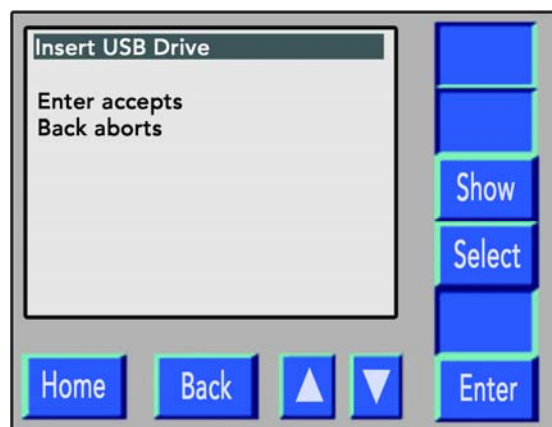 Insert USB Drive
Enter accepts
Back aborts
Show
Select
Home
Back
Enter